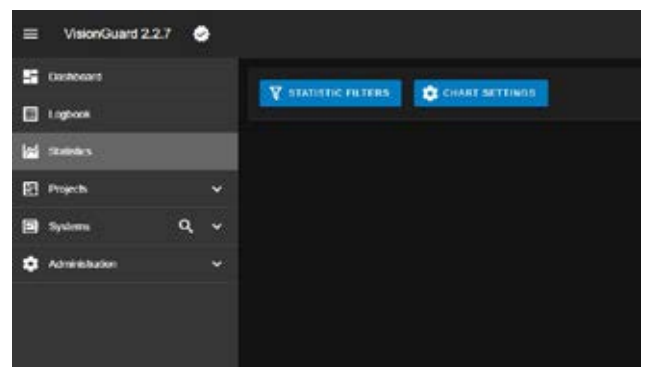 VisionGuard 2.2.7
Dashboard
Logbook
Statistics
Projects
Systems
Administration
STATISTIC FILTERS
CHART SETTINGS